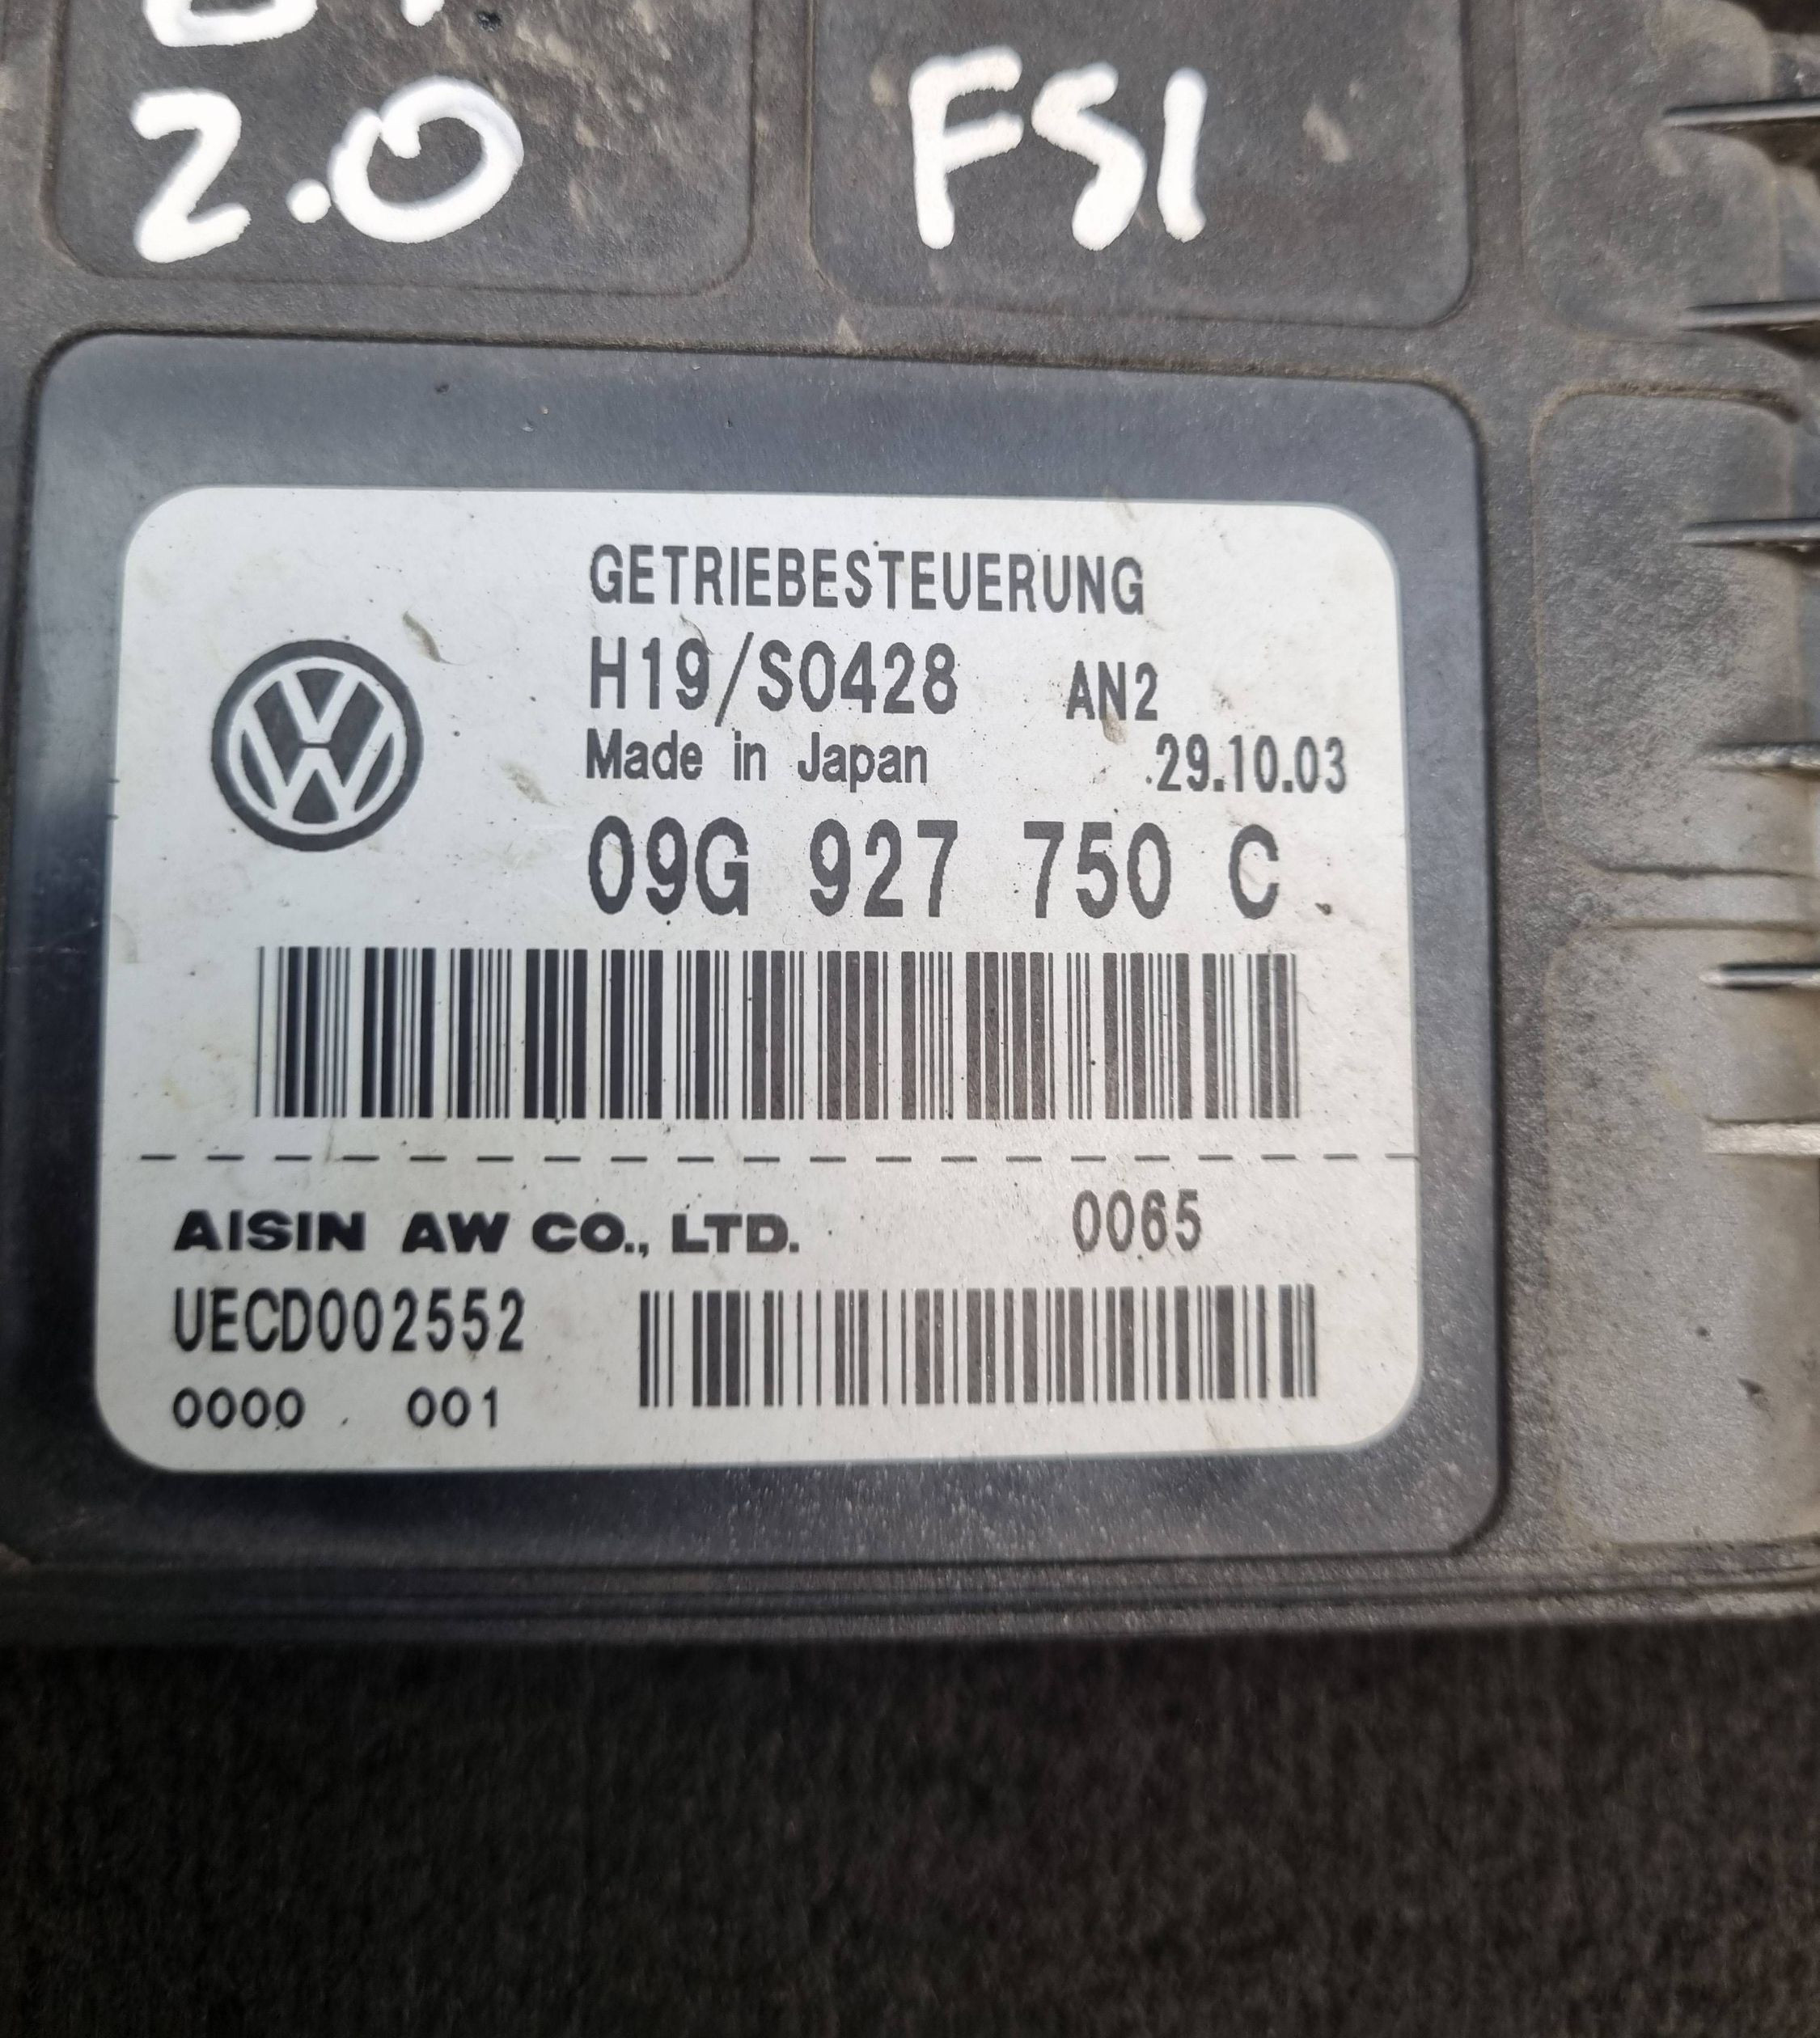 2.0 FSI
GETRIEBESTEUERUNG
H19/S0428 AN2
Made in Japan 29.10.03
09G 927 750 C
AISIN AW CO., LTD. 0065
UECD002552
0000 001